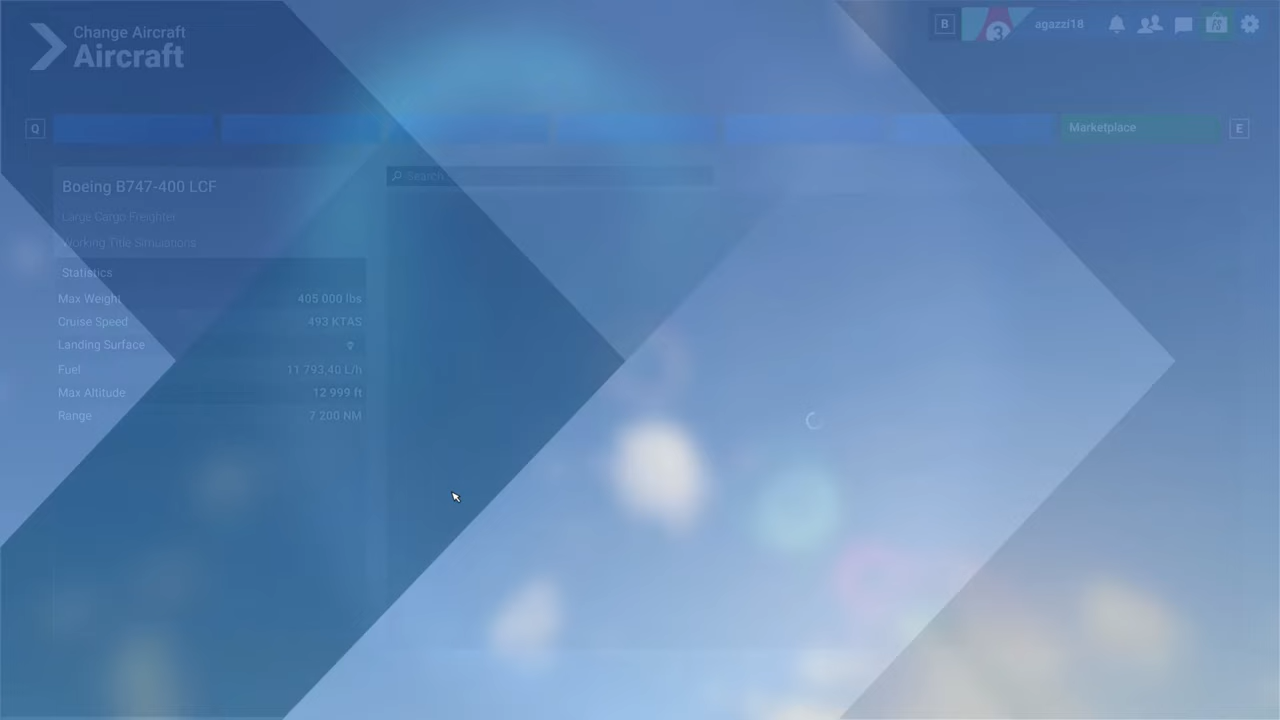 Change Aircraft
Aircraft
B
3
agazzi18
Q
Marketplace
E
Boeing B747-400 LCF
Search
Large Cargo Freighter
Working Title Simulations
Statistics
Max Weight 405 000 lbs
Cruise Speed 493 KTAS
Landing Surface
Fuel 11 793,40 L/h
Max Altitude 12 999 ft
Range 7 200 NM